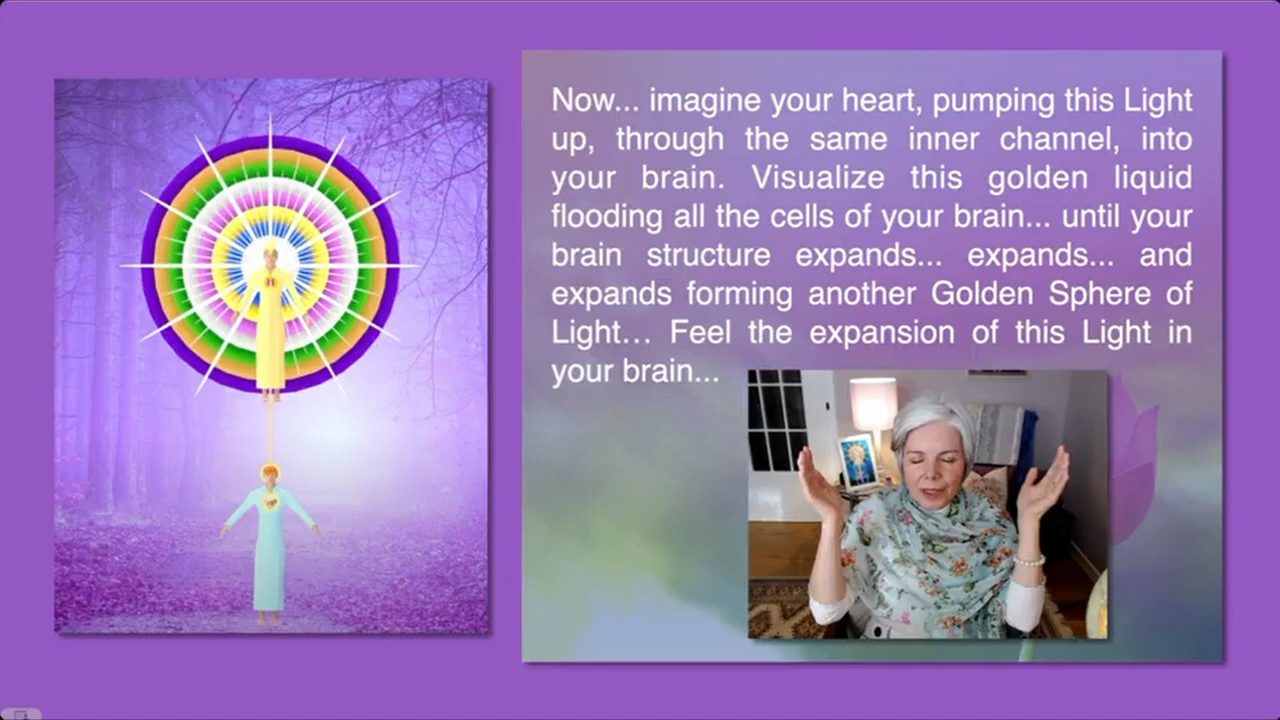 Now... imagine your heart, pumping this Light
up, through the same inner channel, into
your brain. Visualize this golden liquid
flooding all the cells of your brain... until your
brain structure expands... expands... and
expands forming another Golden Sphere of
Light... Feel the expansion of this Light in
your brain...